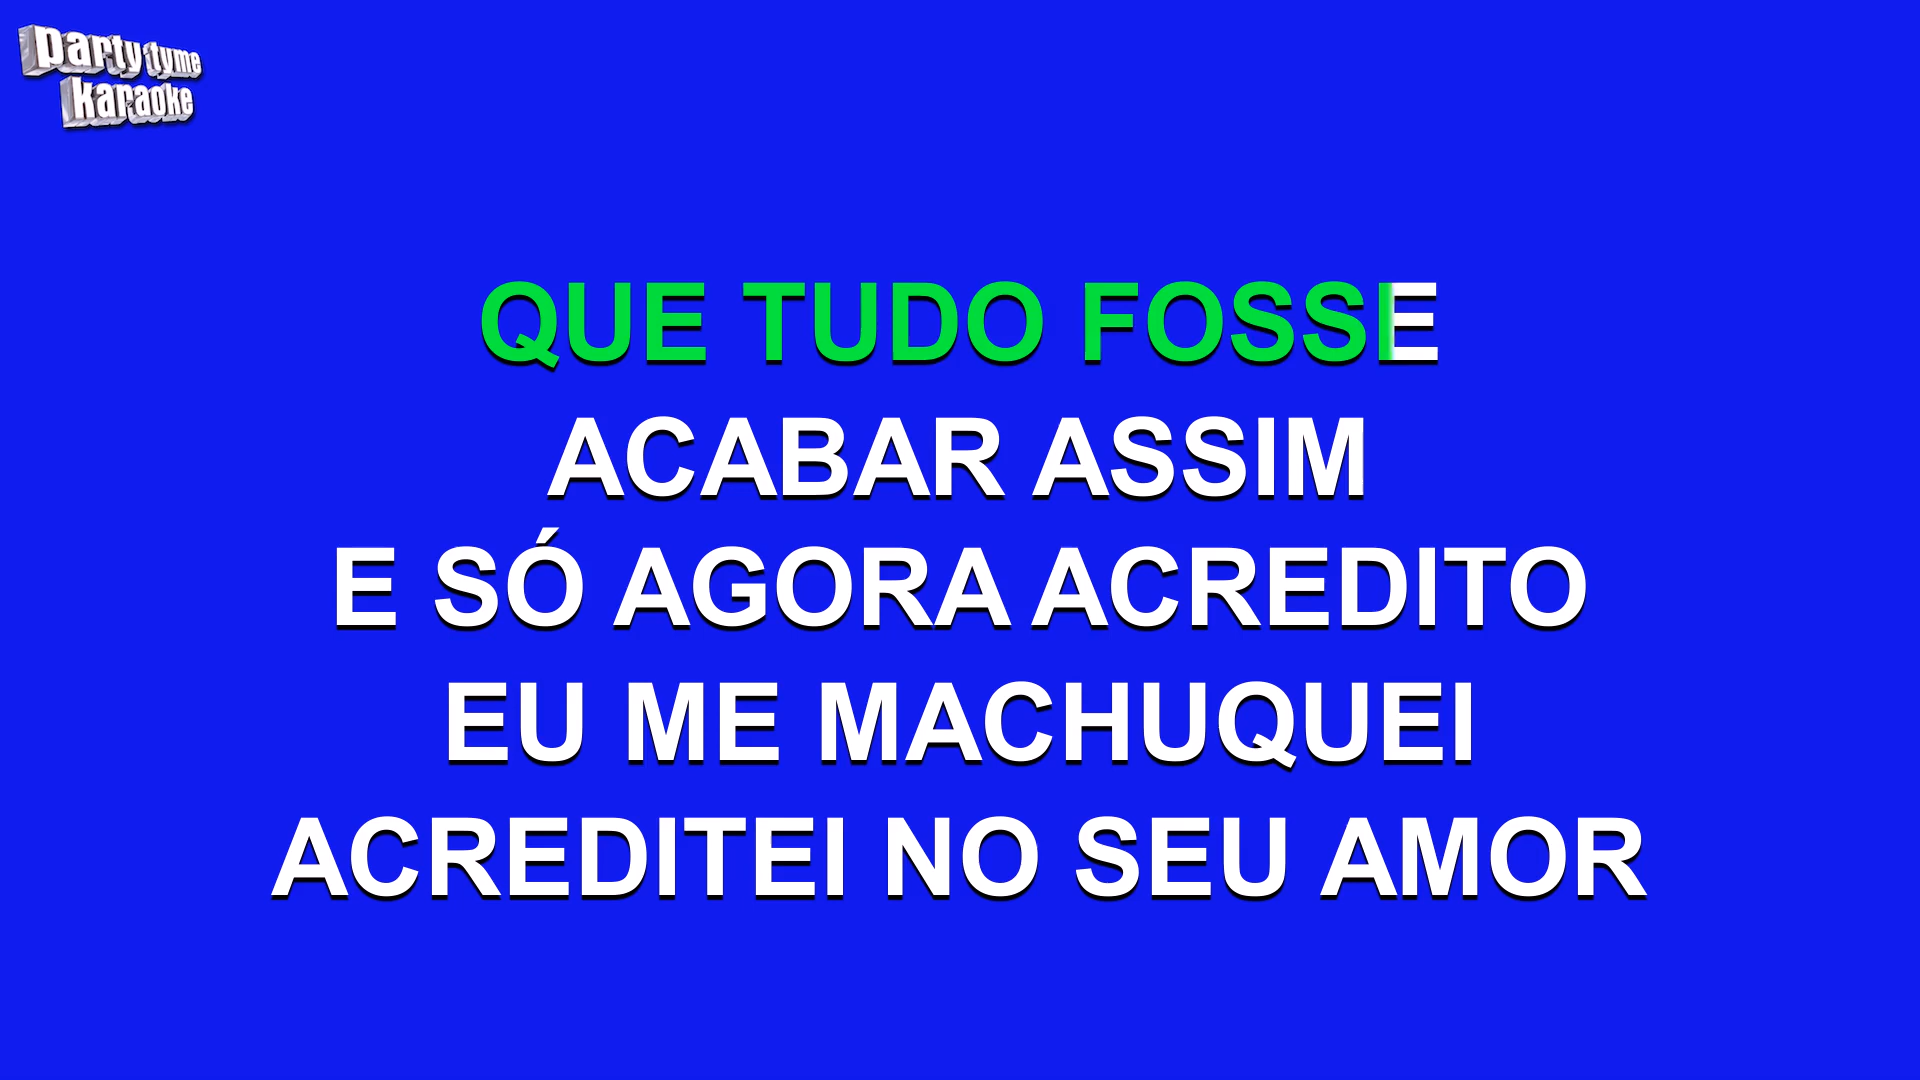 party tyme
karaoke
QUE TUDO FOSSE
ACABAR ASSIM
E SÓ AGORA ACREDITO
EU ME MACHUQUEI
ACREDITEI NO SEU AMOR